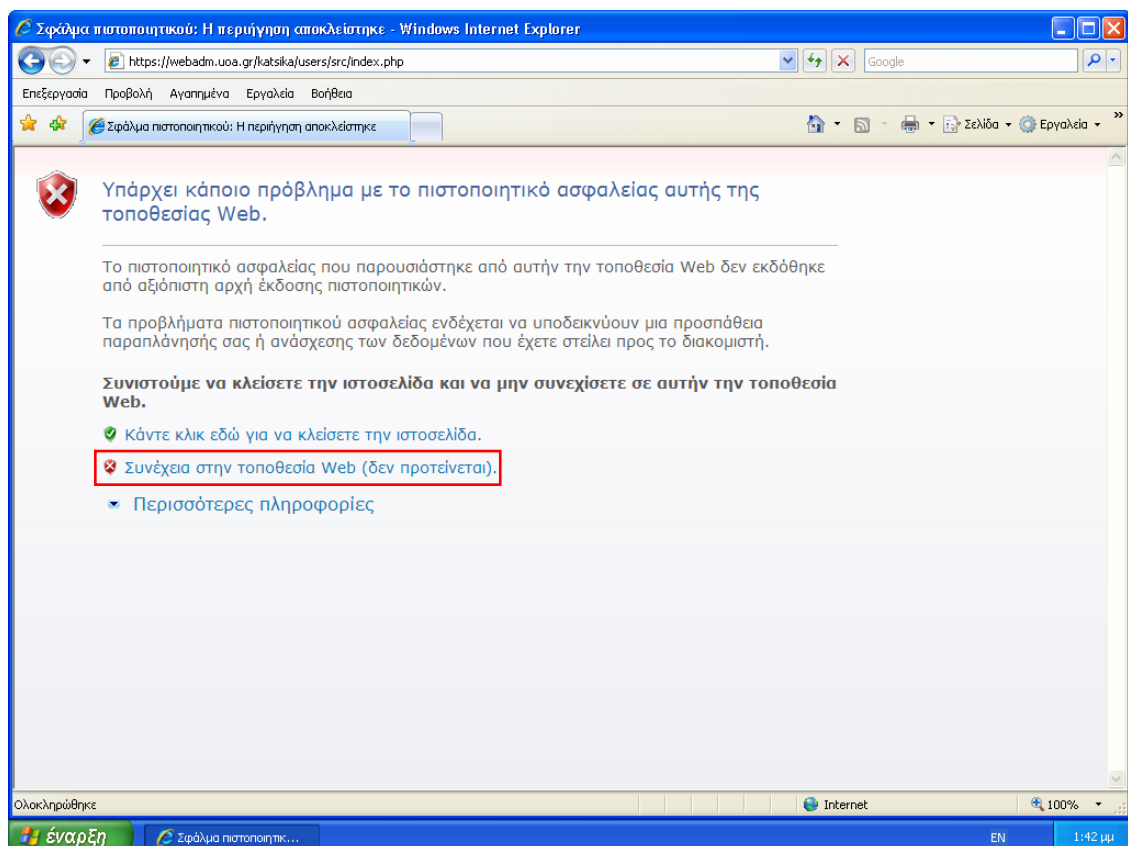 Σφάλμα πιστοποιητικού: Η περιήγηση αποκλείστηκε - Windows Internet Explorer
https://webadm.uoa.gr/katsika/users/src/index.php
Google
Επεξεργασία Προβολή Αγαπημένα Εργαλεία Βοήθεια
Σφάλμα πιστοποιητικού: Η περιήγηση αποκλείστηκε
Σελίδα Εργαλεία »
Υπάρχει κάποιο πρόβλημα με το πιστοποιητικό ασφαλείας αυτής της
τοποθεσίας Web.
Το πιστοποιητικό ασφαλείας που παρουσιάστηκε από αυτήν την τοποθεσία Web δεν εκδόθηκε
από αξιόπιστη αρχή έκδοσης πιστοποιητικών.
Τα προβλήματα πιστοποιητικού ασφαλείας ενδέχεται να υποδεικνύουν μια προσπάθεια
παραπλάνησής σας ή ανάσχεσης των δεδομένων που έχετε στείλει προς το διακομιστή.
Συνιστούμε να κλείσετε την ιστοσελίδα και να μην συνεχίσετε σε αυτήν την τοποθεσία
Web.
Κάντε κλικ εδώ για να κλείσετε την ιστοσελίδα.
Συνέχεια στην τοποθεσία Web (δεν προτείνεται).
Περισσότερες πληροφορίες
Ολοκληρώθηκε
Internet
100%
έναρξη
Σφάλμα πιστοποιητικ...
EN
1:42 μμ